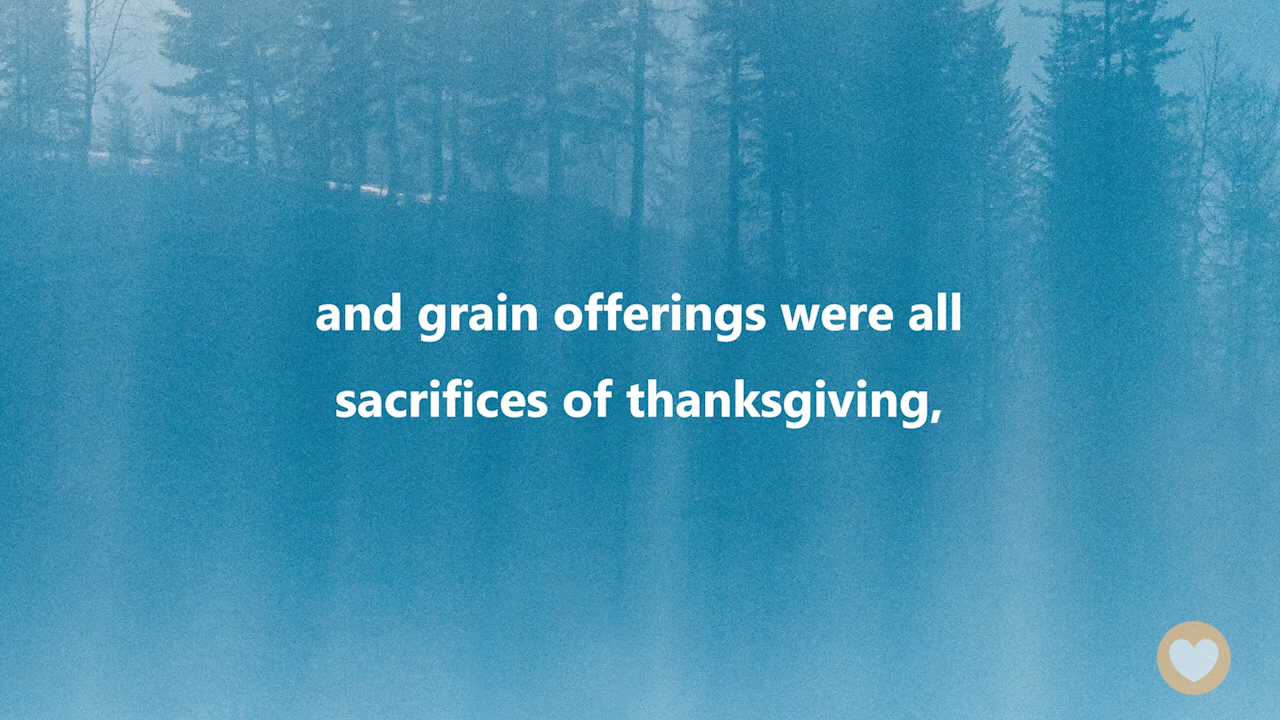 and grain offerings were all
sacrifices of thanksgiving,